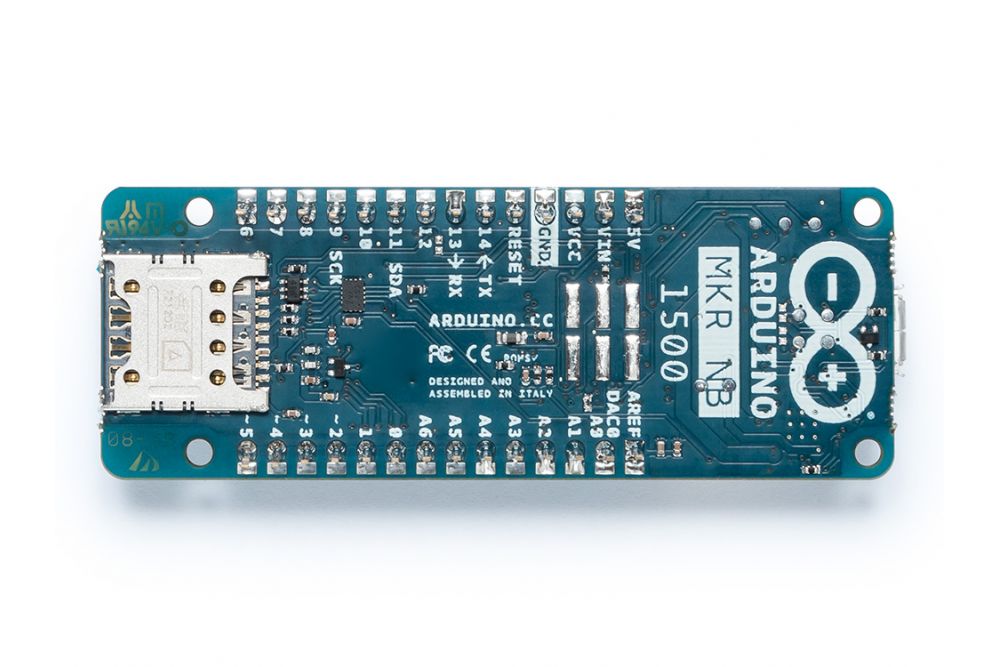 ~6
~7
~8
9
10
11
12
13→RX
14←TX
RESET
GND
VCC
VIN
5V
SCK
SDA
ARDUINO.CC
FC CE ROHSV
DESIGNED AND
ASSEMBLED IN ITALY
ARDUINO
MKR NB
1500
~5
~4
~3
~2
1
0
A6
A5
A4
A3
A2
A1
DAC0
A0
AREF
08-